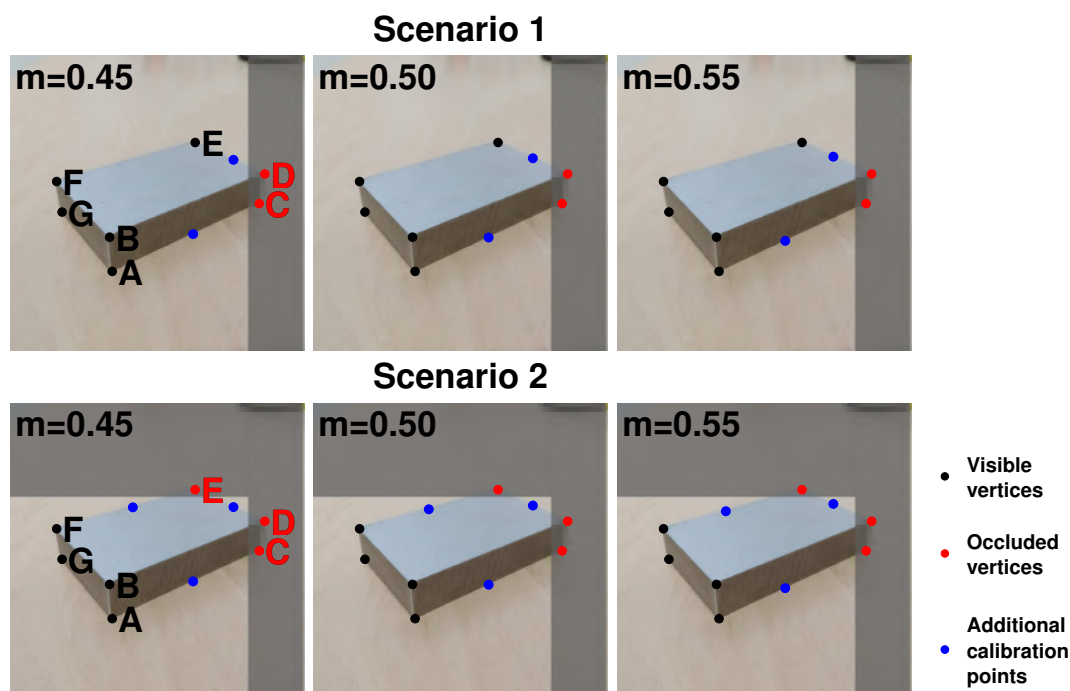 Scenario 1
m=0.45
m=0.50
m=0.55
E
F
D
G
C
B
A
Scenario 2
m=0.45
m=0.50
m=0.55
E
F
D
G
C
B
A
Visible
vertices
Occluded
vertices
Additional
calibration
points